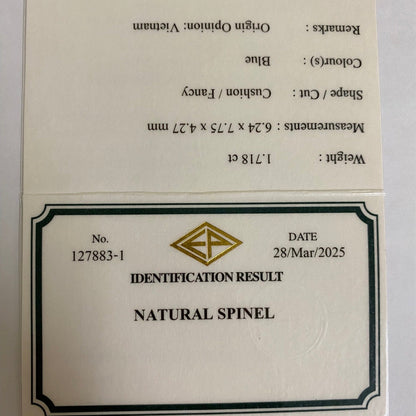 Weight : 1.718 ct
Measurements : 6.24 x 7.75 x 4.27 mm
Shape / Cut : Cushion / Fancy
Colour(s) : Blue
Remarks : Origin Opinion: Vietnam
No. EP DATE
127883-1 28/Mar/2025
IDENTIFICATION RESULT
NATURAL SPINEL